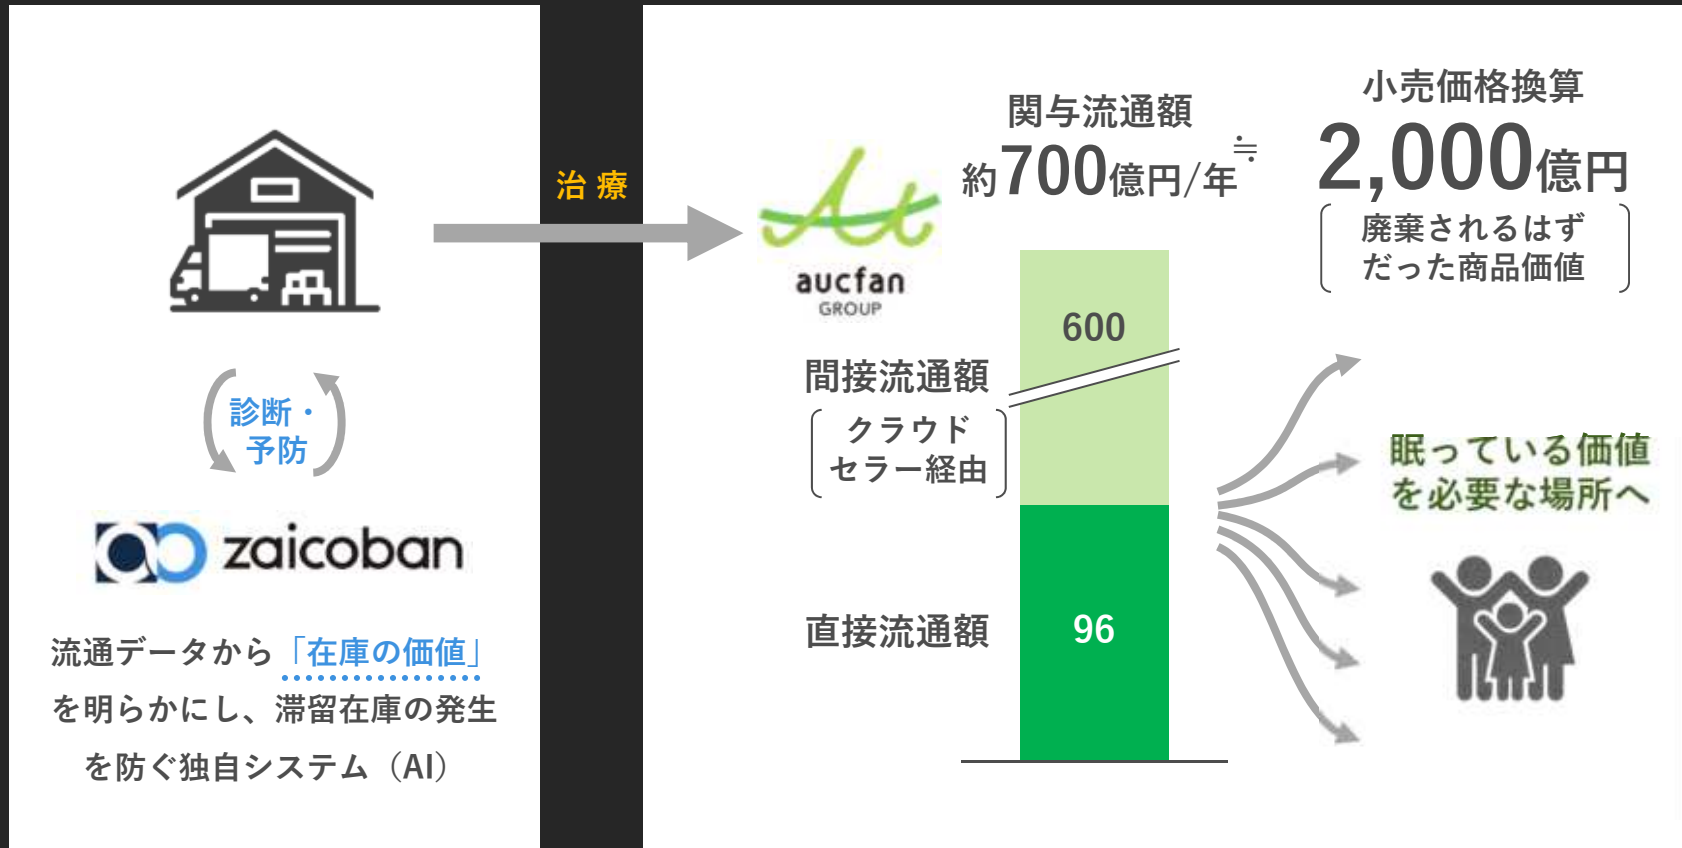 診断・
予防
zaicoban
流通データから「在庫の価値」
を明らかにし、滞留在庫の発生
を防ぐ独自システム（AI）
治療
aucfan
GROUP
関与流通額
約700億円/年
≒
小売価格換算
2,000億円
廃棄されるはず
だった商品価値
600
間接流通額
クラウド
セラー経由
直接流通額
96
眠っている価値
を必要な場所へ